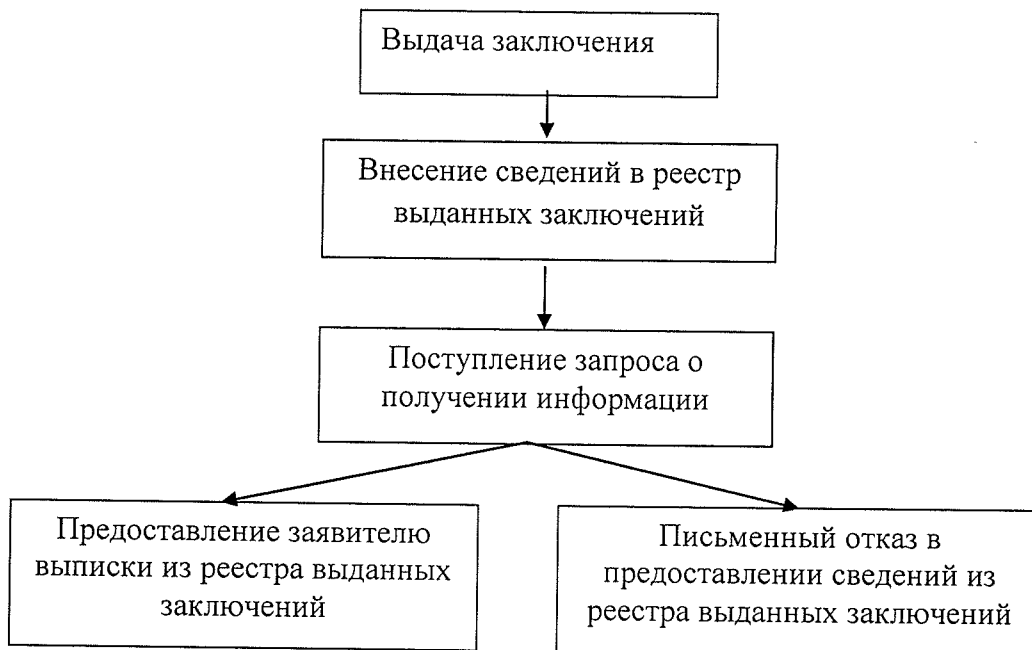 Выдача заключения
Внесение сведений в реестр
выданных заключений
Поступление запроса о
получении информации
Предоставление заявителю
выписки из реестра выданных
заключений
Письменный отказ в
предоставлении сведений из
реестра выданных заключений